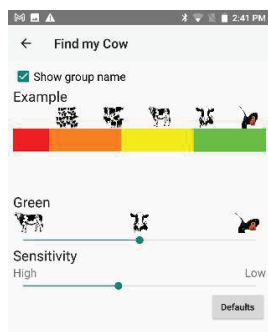 2:41 PM
Find my Cow
Show group name
Example
Green
Sensitivity
High Low
Defaults